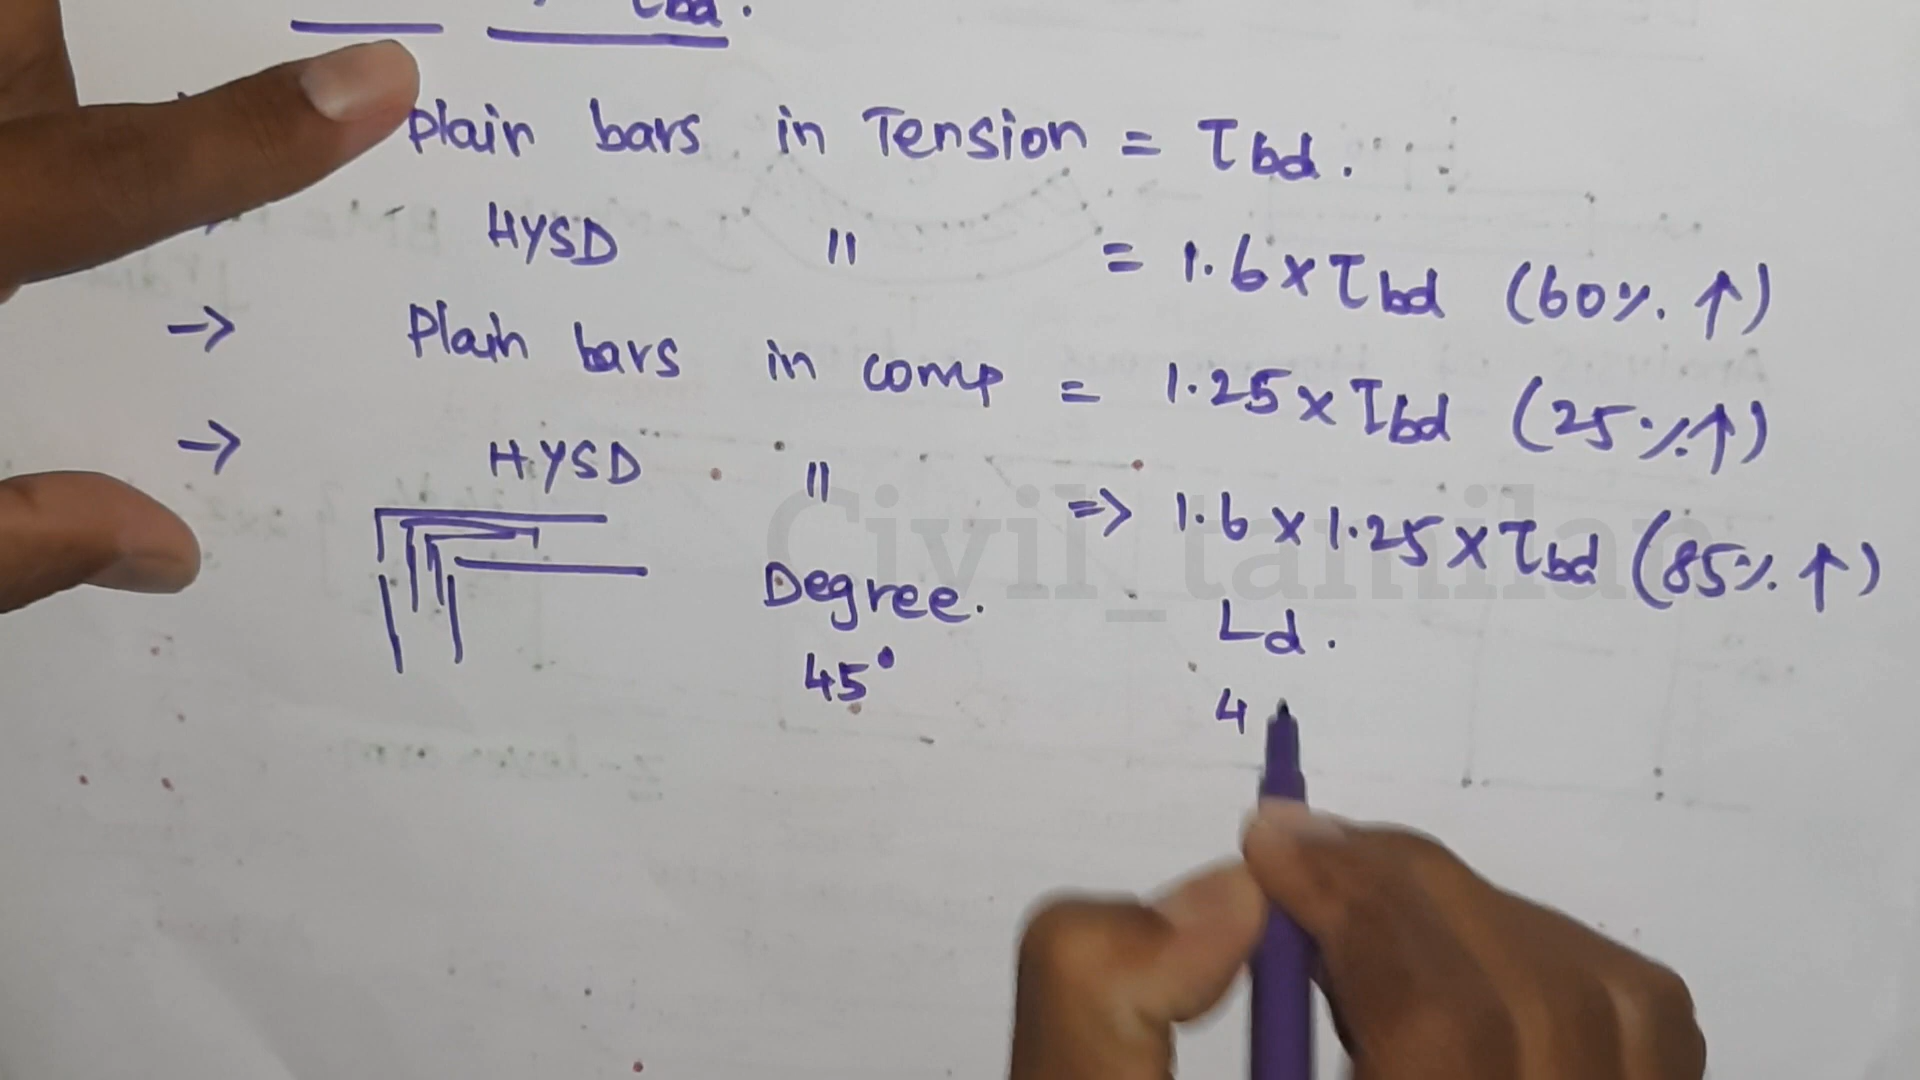 τbd.
Plain bars in Tension = τbd.
HYSD " = 1.6 × τbd (60% ↑)
→ Plain bars in comp = 1.25 × τbd (25% ↑)
→ HYSD " => 1.6 × 1.25 × τbd (85% ↑)
Civil_tamilan
Degree. Ld.
45° 4